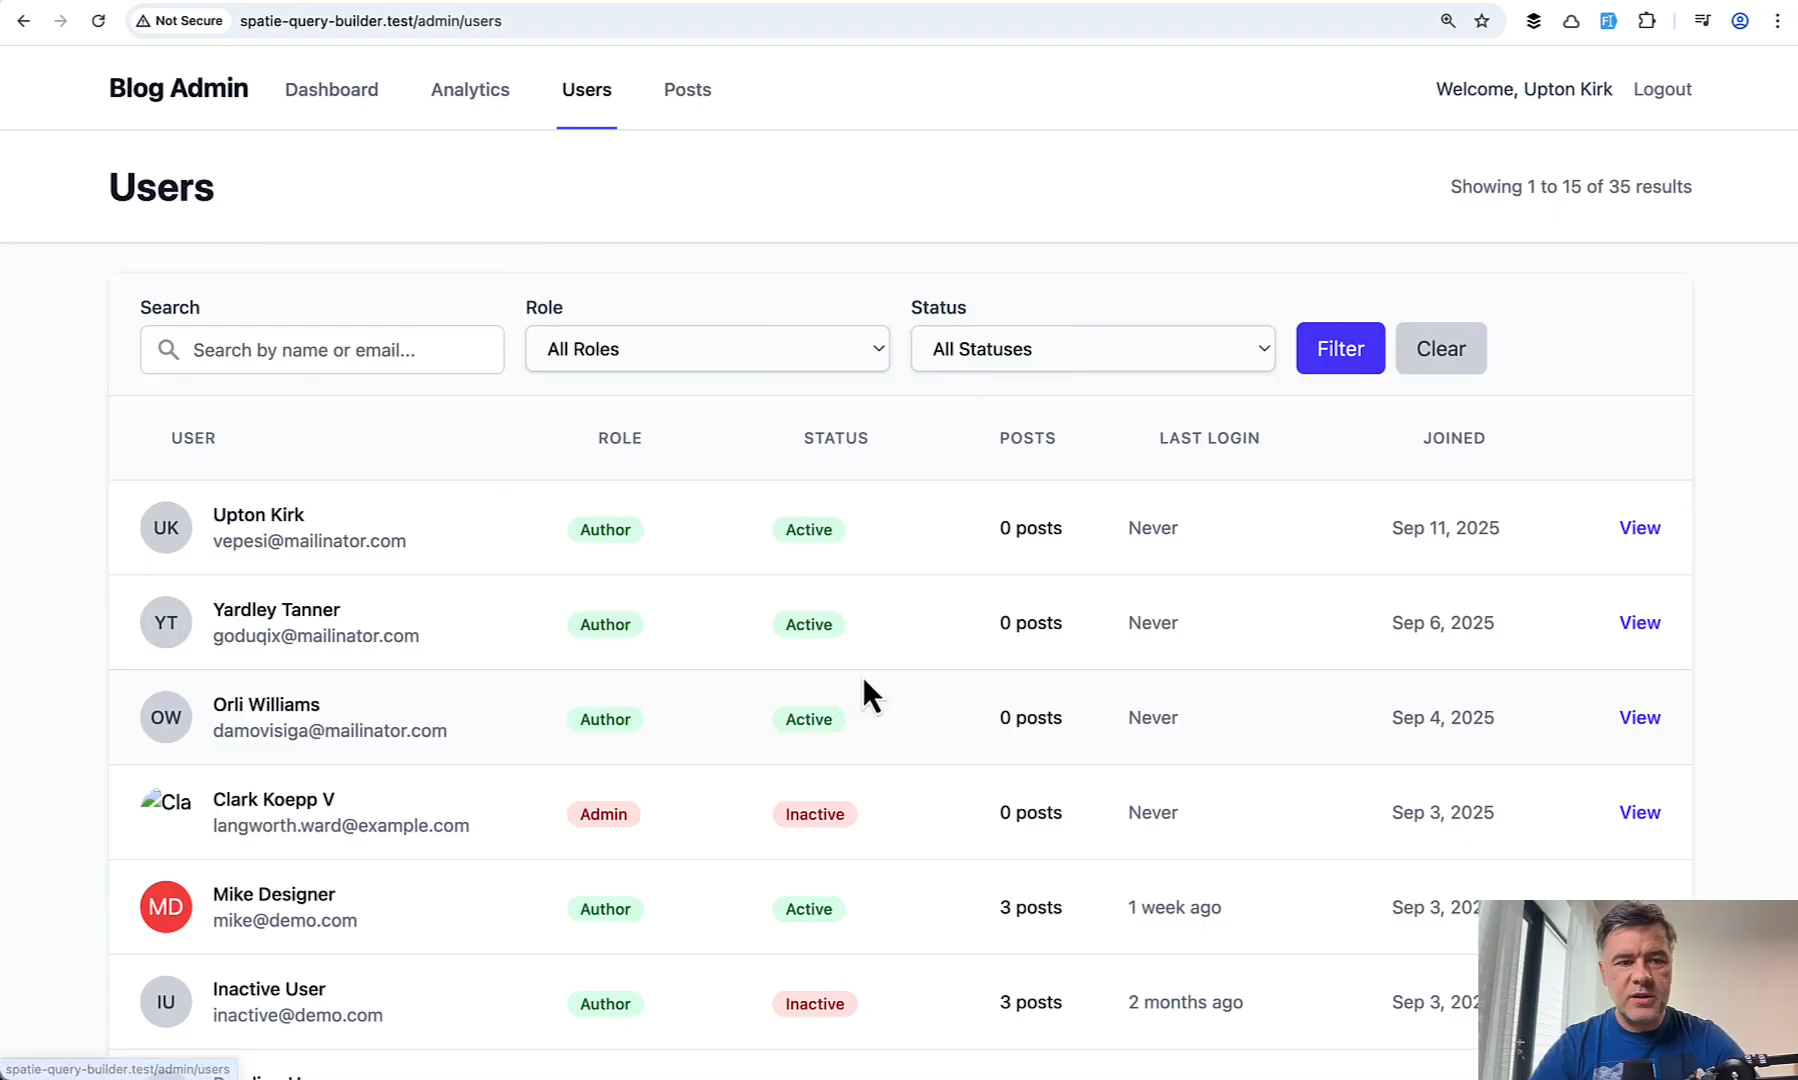 Not Secure spatie-query-builder.test/admin/users
Blog Admin Dashboard Analytics Users Posts Welcome, Upton Kirk Logout
Users Showing 1 to 15 of 35 results
Search Role Status
Search by name or email... All Roles All Statuses Filter Clear
USER ROLE STATUS POSTS LAST LOGIN JOINED
UK Upton Kirk Author Active 0 posts Never Sep 11, 2025 View
vepesi@mailinator.com
YT Yardley Tanner Author Active 0 posts Never Sep 6, 2025 View
goduqix@mailinator.com
OW Orli Williams Author Active 0 posts Never Sep 4, 2025 View
damovisiga@mailinator.com
Cla Clark Koepp V Admin Inactive 0 posts Never Sep 3, 2025 View
langworth.ward@example.com
MD Mike Designer Author Active 3 posts 1 week ago Sep 3, 202
mike@demo.com
IU Inactive User Author Inactive 3 posts 2 months ago Sep 3, 202
inactive@demo.com
spatie-query-builder.test/admin/users